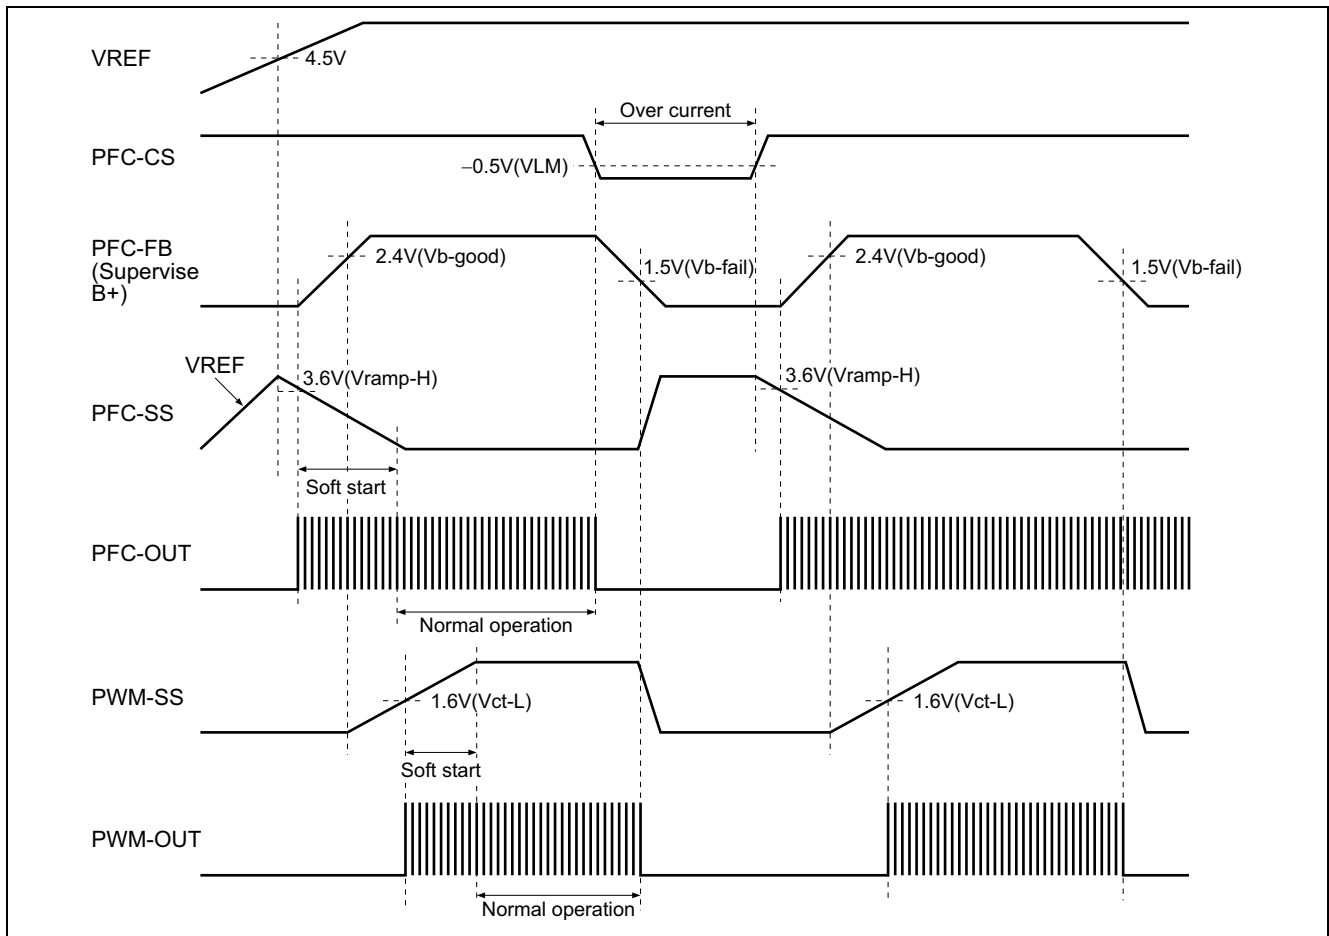 VREF
4.5V
Over current
PFC-CS
−0.5V(VLM)
PFC-FB
(Supervise
B+)
2.4V(Vb-good)
1.5V(Vb-fail)
2.4V(Vb-good)
1.5V(Vb-fail)
VREF
3.6V(Vramp-H)
3.6V(Vramp-H)
PFC-SS
Soft start
PFC-OUT
Normal operation
PWM-SS
1.6V(Vct-L)
1.6V(Vct-L)
Soft start
PWM-OUT
Normal operation